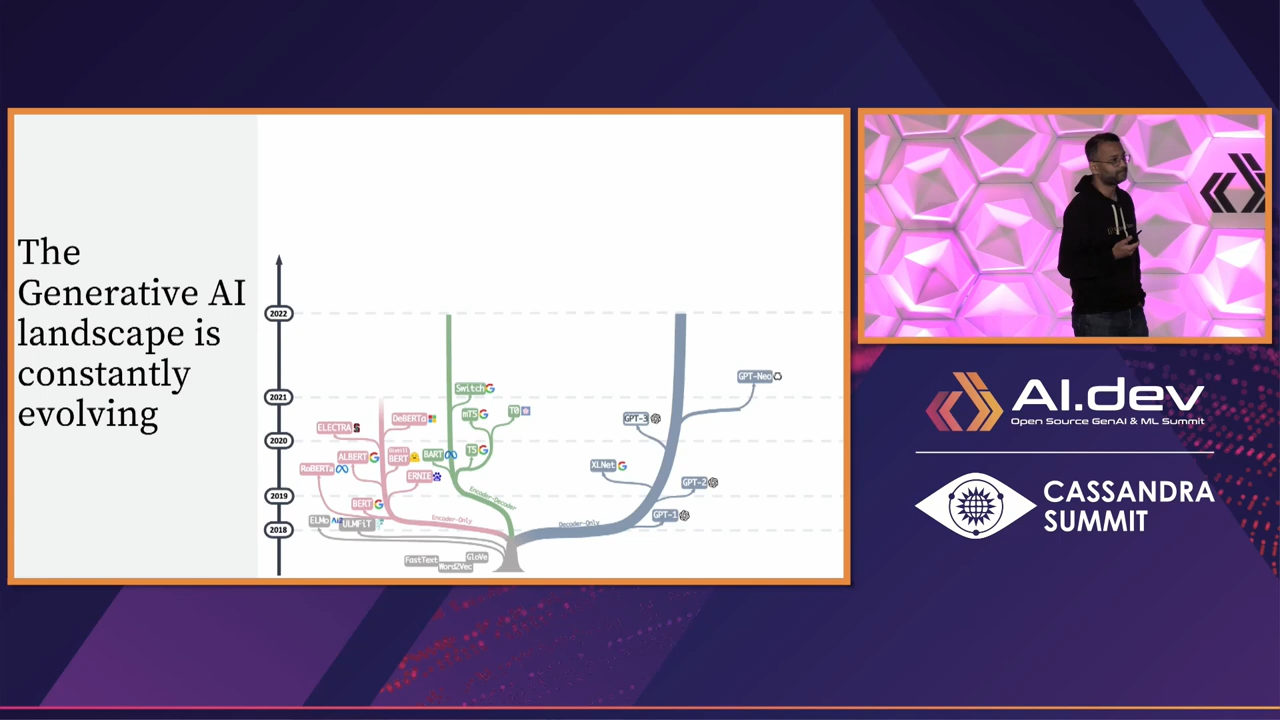 The
Generative AI
landscape is
constantly
evolving
2022
2021
2020
2019
2018
Switch
mT5
T0
DeBERTa
ELECTRA
ALBERT
BERT
BART
T5
RoBERTa
ERNIE
BERT
ELMo
ULMFiT
Encoder-Only
Encoder-Decoder
Decoder-Only
FastText
GloVe
Word2Vec
GPT-Neo
GPT-3
XLNet
GPT-2
GPT-1
AI.dev
Open Source GenAI & ML Summit
CASSANDRA
SUMMIT